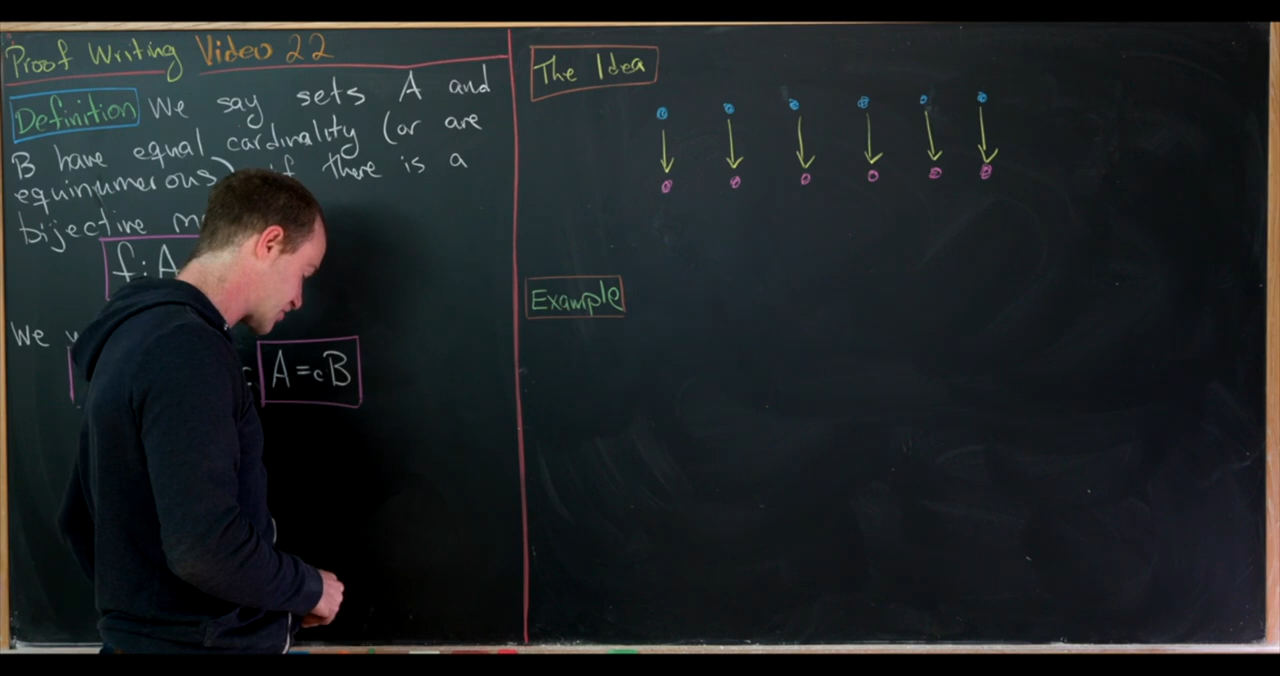 Proof Writing Video 22
Definition We say sets A and
B have equal cardinality (or are
equinumerous) if there is a
bijective
f:A
We
A =c B
The Idea
Example